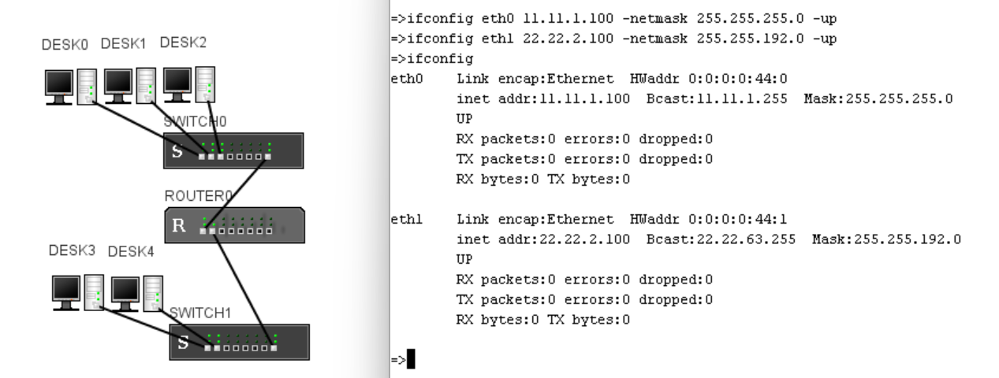 DESK0 DESK1 DESK2
SWITCH0
S
ROUTER0
R
DESK3 DESK4
SWITCH1
S
=>ifconfig eth0 11.11.1.100 -netmask 255.255.255.0 -up
=>ifconfig eth1 22.22.2.100 -netmask 255.255.192.0 -up
=>ifconfig
eth0 Link encap:Ethernet HWaddr 0:0:0:0:44:0
inet addr:11.11.1.100 Bcast:11.11.1.255 Mask:255.255.255.0
UP
RX packets:0 errors:0 dropped:0
TX packets:0 errors:0 dropped:0
RX bytes:0 TX bytes:0
eth1 Link encap:Ethernet HWaddr 0:0:0:0:44:1
inet addr:22.22.2.100 Bcast:22.22.63.255 Mask:255.255.192.0
UP
RX packets:0 errors:0 dropped:0
TX packets:0 errors:0 dropped:0
RX bytes:0 TX bytes:0
=>